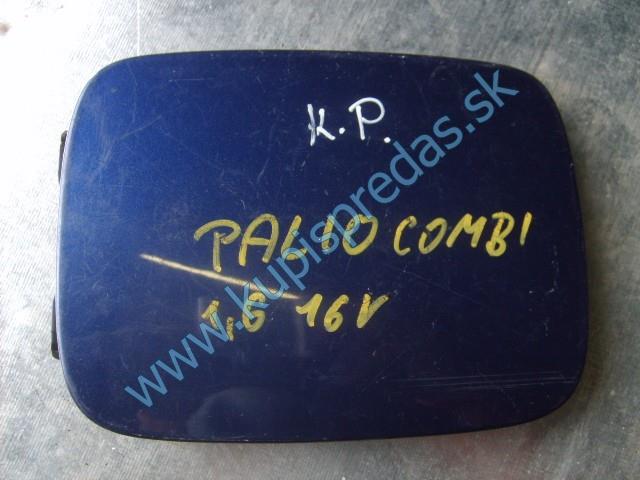 K.P.
PALIO COMBI
1,6 16V
www.kupispredas.sk